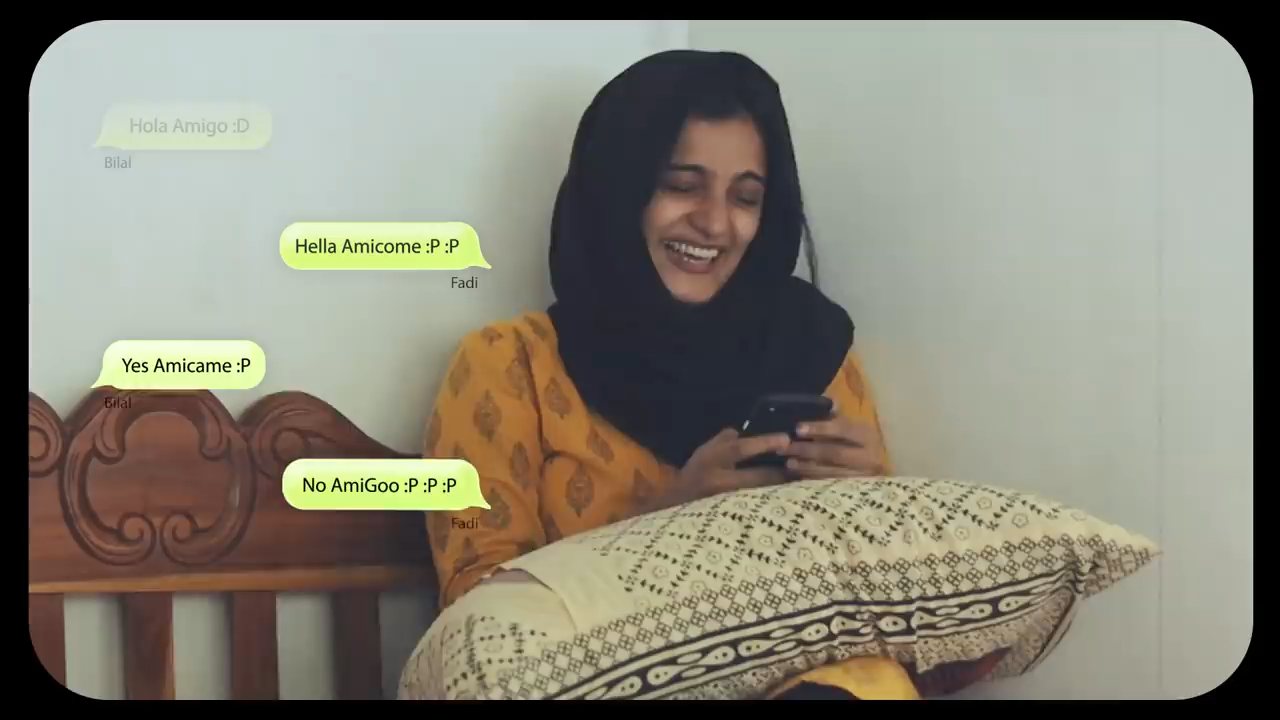 Hola Amigo :D
Bilal
Hella Amicome :P :P
Fadi
Yes Amicame :P
Bilal
No AmiGoo :P :P :P
Fadi